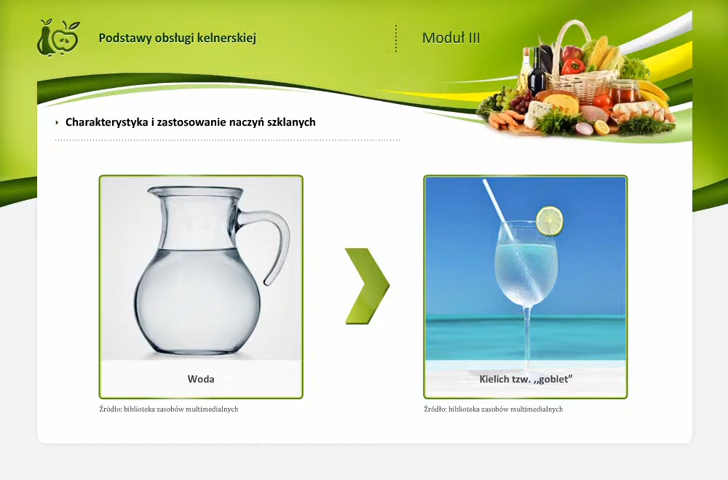 Podstawy obsługi kelnerskiej
Moduł III
Charakterystyka i zastosowanie naczyń szklanych
Woda
Kielich tzw. ,,goblet”
Źródło: biblioteka zasobów multimedialnych
Źródło: biblioteka zasobów multimedialnych